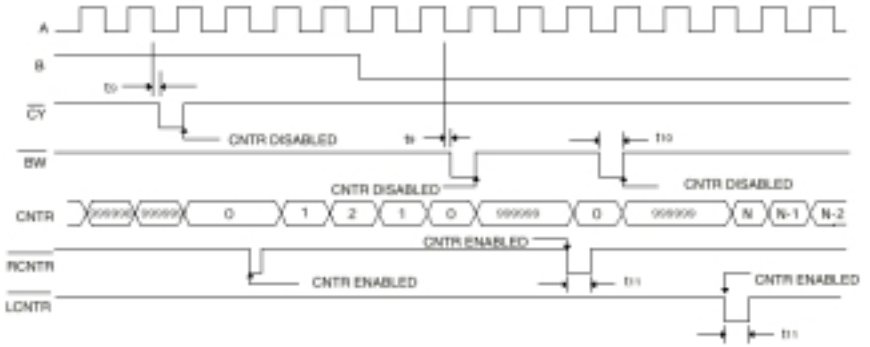 A
B
t9
CY
CNTR DISABLED
t9
t10
BW
CNTR DISABLED
CNTR DISABLED
CNTR 999998 999999 0 1 2 1 0 999999 0 999999 N N-1 N-2
CNTR ENABLED
RCNTR
CNTR ENABLED
t11
CNTR ENABLED
LCNTR
t11